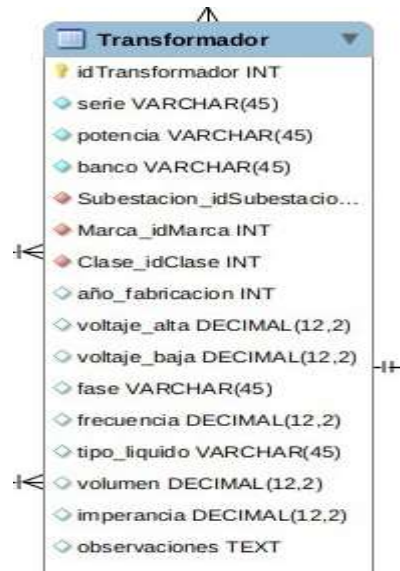 Transformador
idTransformador INT
serie VARCHAR(45)
potencia VARCHAR(45)
banco VARCHAR(45)
Subestacion_idSubestacio...
Marca_idMarca INT
Clase_idClase INT
año_fabricacion INT
voltaje_alta DECIMAL(12,2)
voltaje_baja DECIMAL(12,2)
fase VARCHAR(45)
frecuencia DECIMAL(12,2)
tipo_liquido VARCHAR(45)
volumen DECIMAL(12,2)
imperancia DECIMAL(12,2)
observaciones TEXT